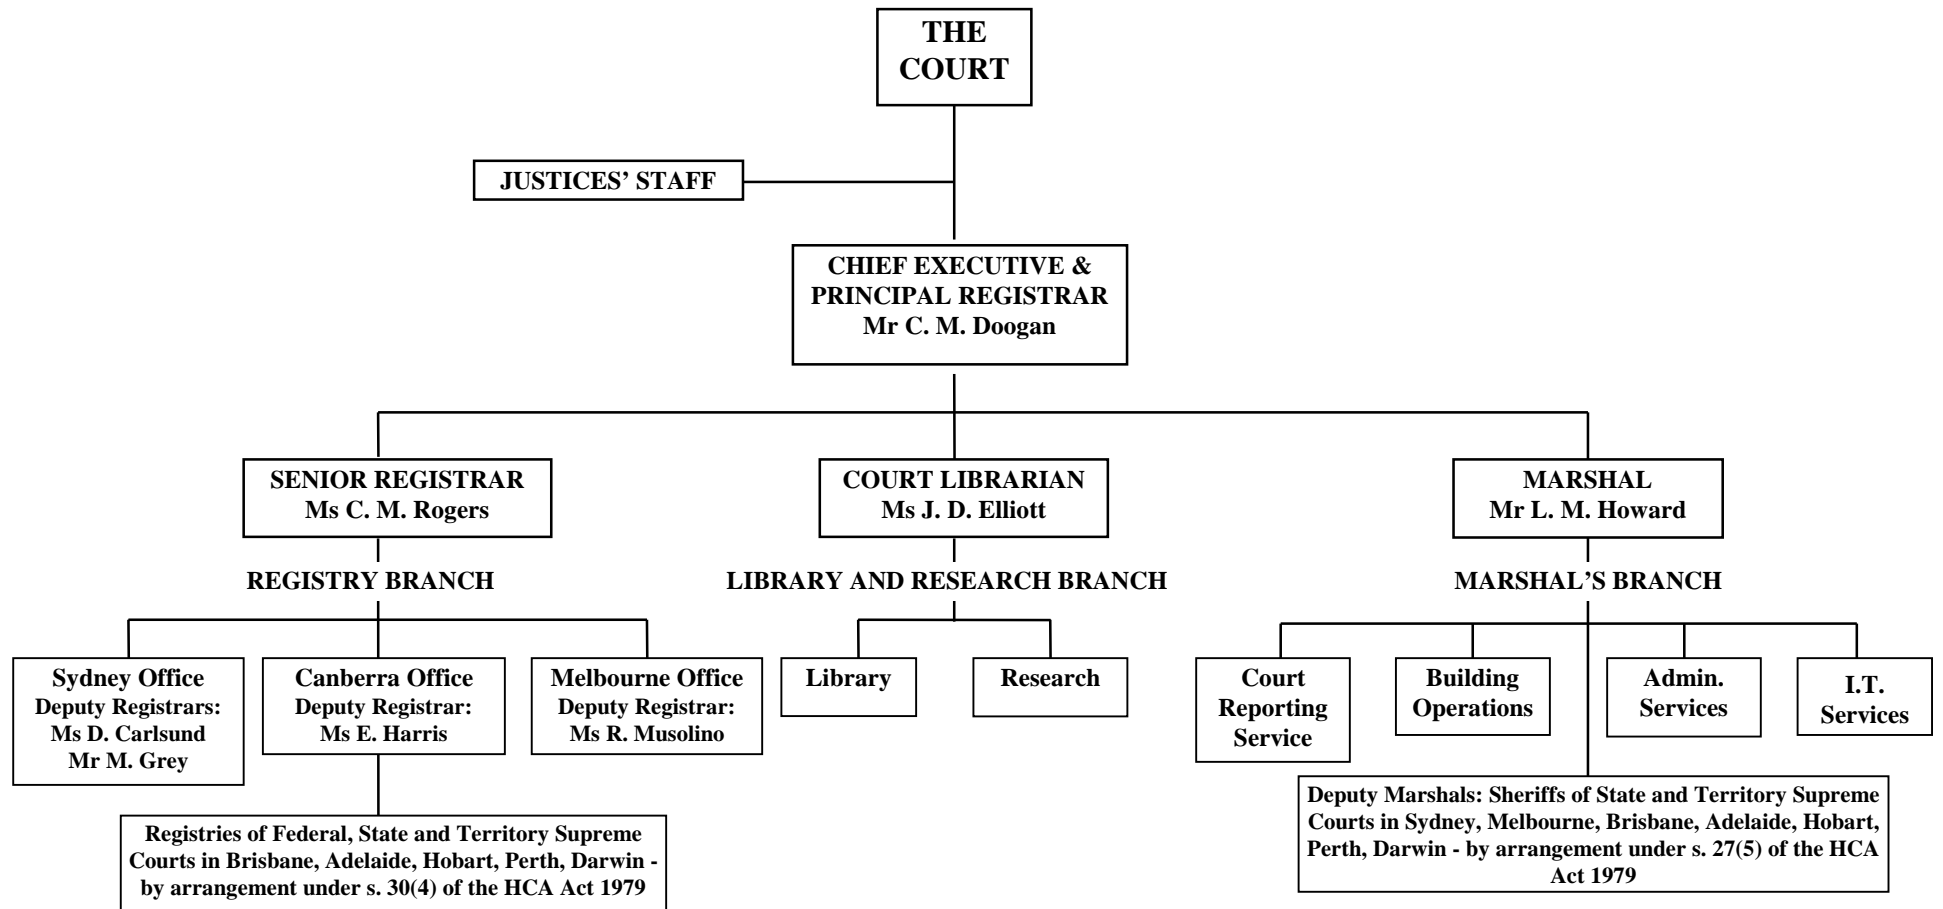 THE
COURT
JUSTICES’ STAFF
CHIEF EXECUTIVE &
PRINCIPAL REGISTRAR
Mr C. M. Doogan
SENIOR REGISTRAR
Ms C. M. Rogers
COURT LIBRARIAN
Ms J. D. Elliott
MARSHAL
Mr L. M. Howard
REGISTRY BRANCH
LIBRARY AND RESEARCH BRANCH
MARSHAL’S BRANCH
Sydney Office
Deputy Registrars:
Ms D. Carlsund
Mr M. Grey
Canberra Office
Deputy Registrar:
Ms E. Harris
Melbourne Office
Deputy Registrar:
Ms R. Musolino
Library
Research
Court
Reporting
Service
Building
Operations
Admin.
Services
I.T.
Services
Registries of Federal, State and Territory Supreme
Courts in Brisbane, Adelaide, Hobart, Perth, Darwin -
by arrangement under s. 30(4) of the HCA Act 1979
Deputy Marshals: Sheriffs of State and Territory Supreme
Courts in Sydney, Melbourne, Brisbane, Adelaide, Hobart,
Perth, Darwin - by arrangement under s. 27(5) of the HCA
Act 1979